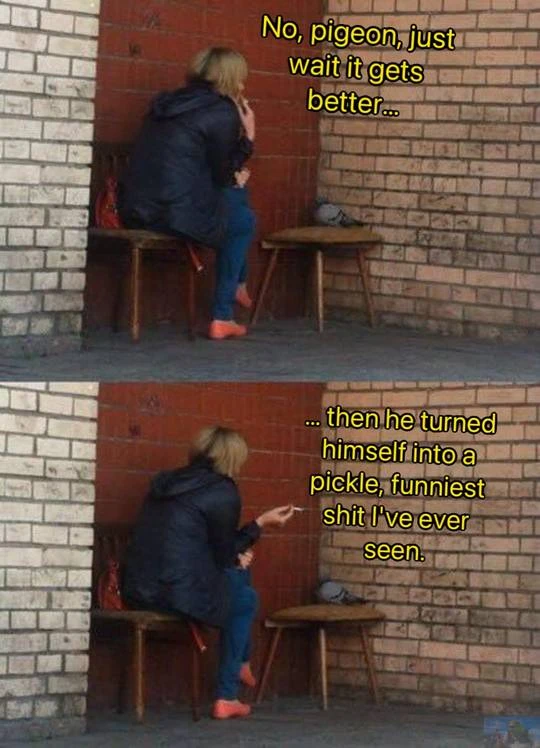 No, pigeon, just
wait it gets
better...
... then he turned
himself into a
pickle, funniest
shit I've ever
seen.